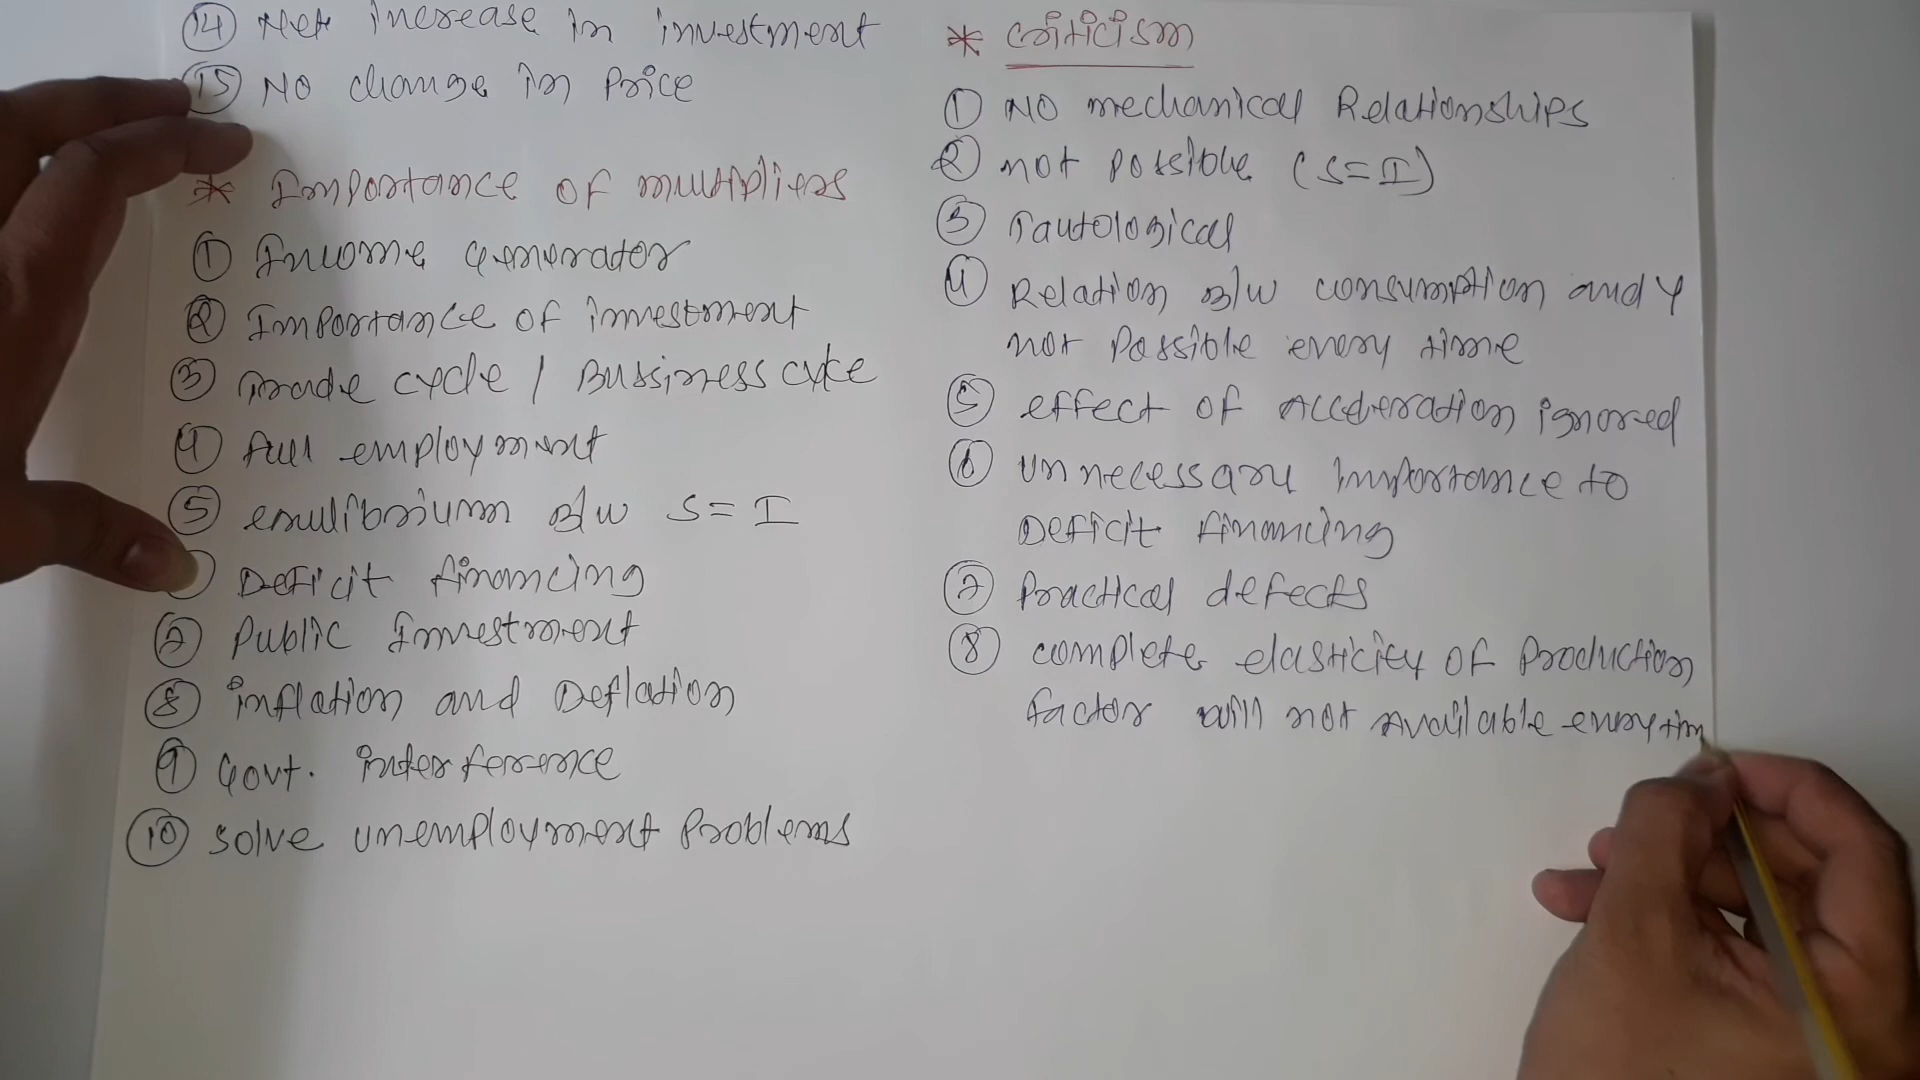 14 Net increase in investment
15 No change in Price
* Importance of multipliers
1 Income generator
2 Importance of investment
3 Trade cycle / Bussiness cycle
4 full employment
5 equilibrium b/w S = I
Deficit financing
7 Public Investment
8 inflation and Deflation
9 Govt. interference
10 solve unemployment Problems
* Criticism
1 No mechanical Relationships
2 not possible (S=I)
3 Tautological
4 Relation b/w consumption and Y
not possible every time
5 effect of Acceleration ignored
6 unnecessary importance to
Deficit financing
7 Practical defects
8 complete elasticity of Production
factor will not available every tim